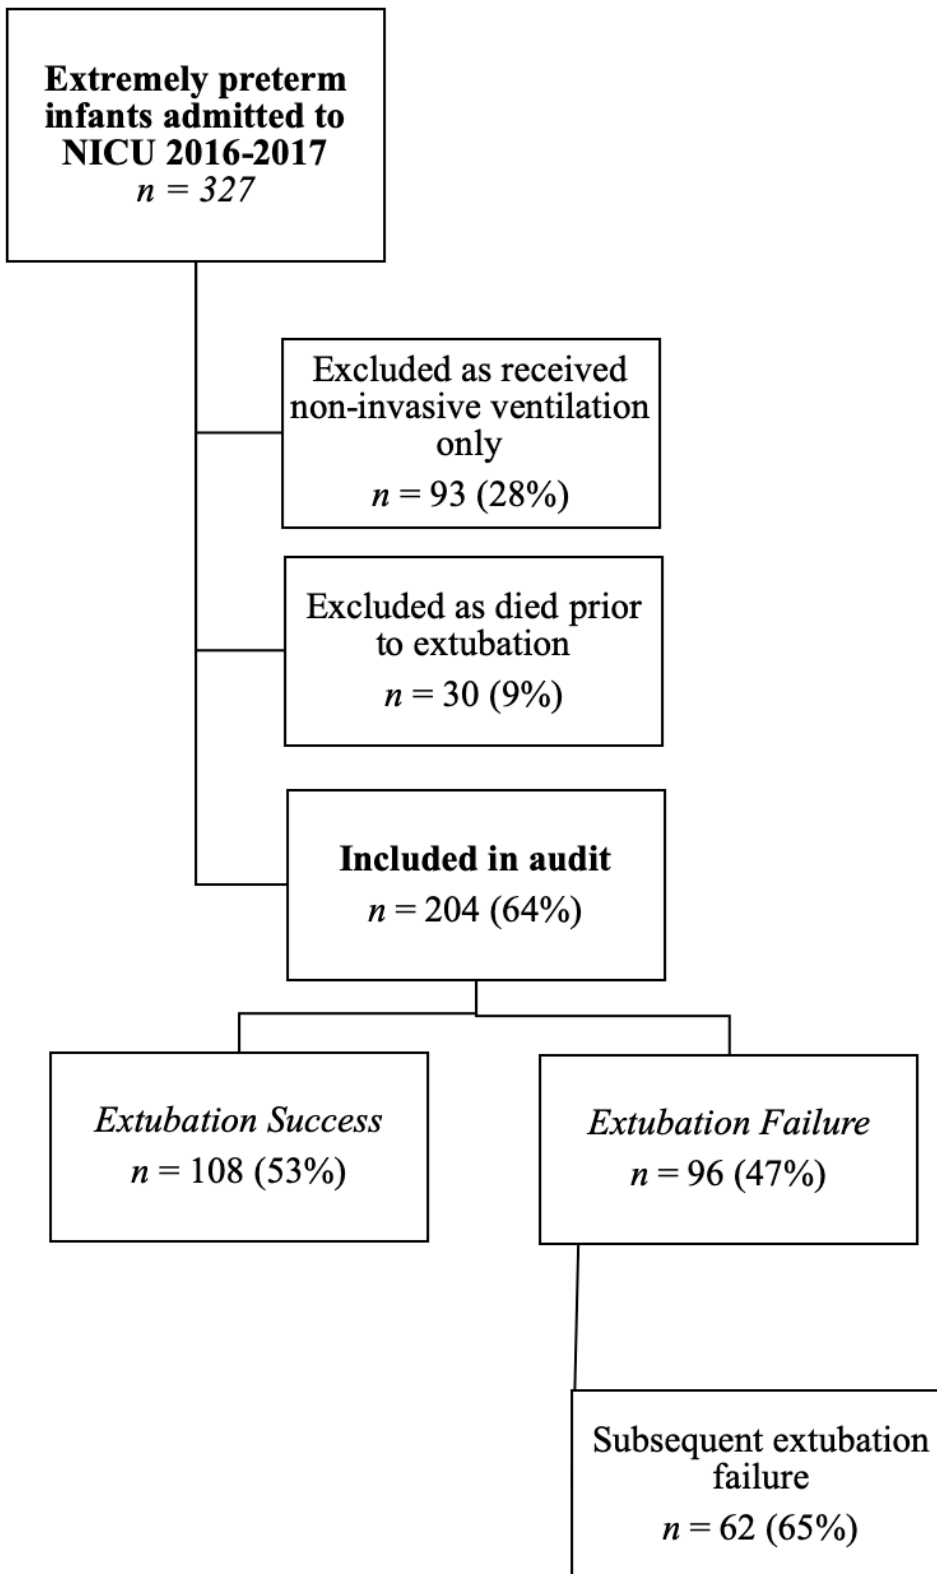 Extremely preterm
infants admitted to
NICU 2016-2017
n = 327
Excluded as received
non-invasive ventilation
only
n = 93 (28%)
Excluded as died prior
to extubation
n = 30 (9%)
Included in audit
n = 204 (64%)
Extubation Success
n = 108 (53%)
Extubation Failure
n = 96 (47%)
Subsequent extubation
failure
n = 62 (65%)